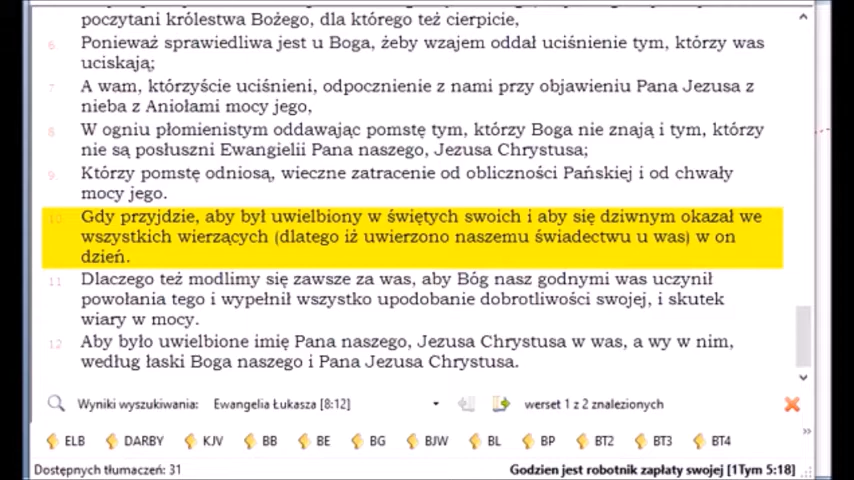 poczytani królestwa Bożego, dla którego też cierpicie,
6. Ponieważ sprawiedliwa jest u Boga, żeby wzajem oddał uciśnienie tym, którzy was
uciskają;
7. A wam, którzyście uciśnieni, odpocznienie z nami przy objawieniu Pana Jezusa z
nieba z Aniołami mocy jego,
8. W ogniu płomienistym oddawając pomstę tym, którzy Boga nie znają i tym, którzy
nie są posłuszni Ewangielii Pana naszego, Jezusa Chrystusa;
9. Którzy pomstę odniosą, wieczne zatracenie od obliczności Pańskiej i od chwały
mocy jego.
10. Gdy przyjdzie, aby był uwielbiony w świętych swoich i aby się dziwnym okazał we
wszystkich wierzących (dlatego iż uwierzono naszemu świadectwu u was) w on
dzień.
11. Dlaczego też modlimy się zawsze za was, aby Bóg nasz godnymi was uczynił
powołania tego i wypełnił wszystko upodobanie dobrotliwości swojej, i skutek
wiary w mocy.
12. Aby było uwielbione imię Pana naszego, Jezusa Chrystusa w was, a wy w nim,
według łaski Boga naszego i Pana Jezusa Chrystusa.
Wyniki wyszukiwania: Ewangelia Łukasza [8:12] werset 1 z 2 znalezionych
ELB DARBY KJV BB BE BG BJW BL BP BT2 BT3 BT4
Dostępnych tłumaczeń: 31 Godzien jest robotnik zapłaty swojej [1Tym 5:18]